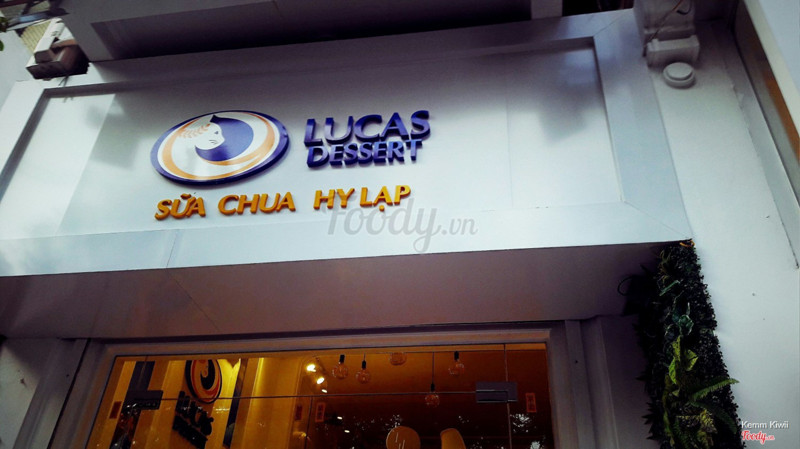 LUCAS
DESSERT
SỮA CHUA HY LẠP
foody.vn
Kemm Kiwii
Foody.vn